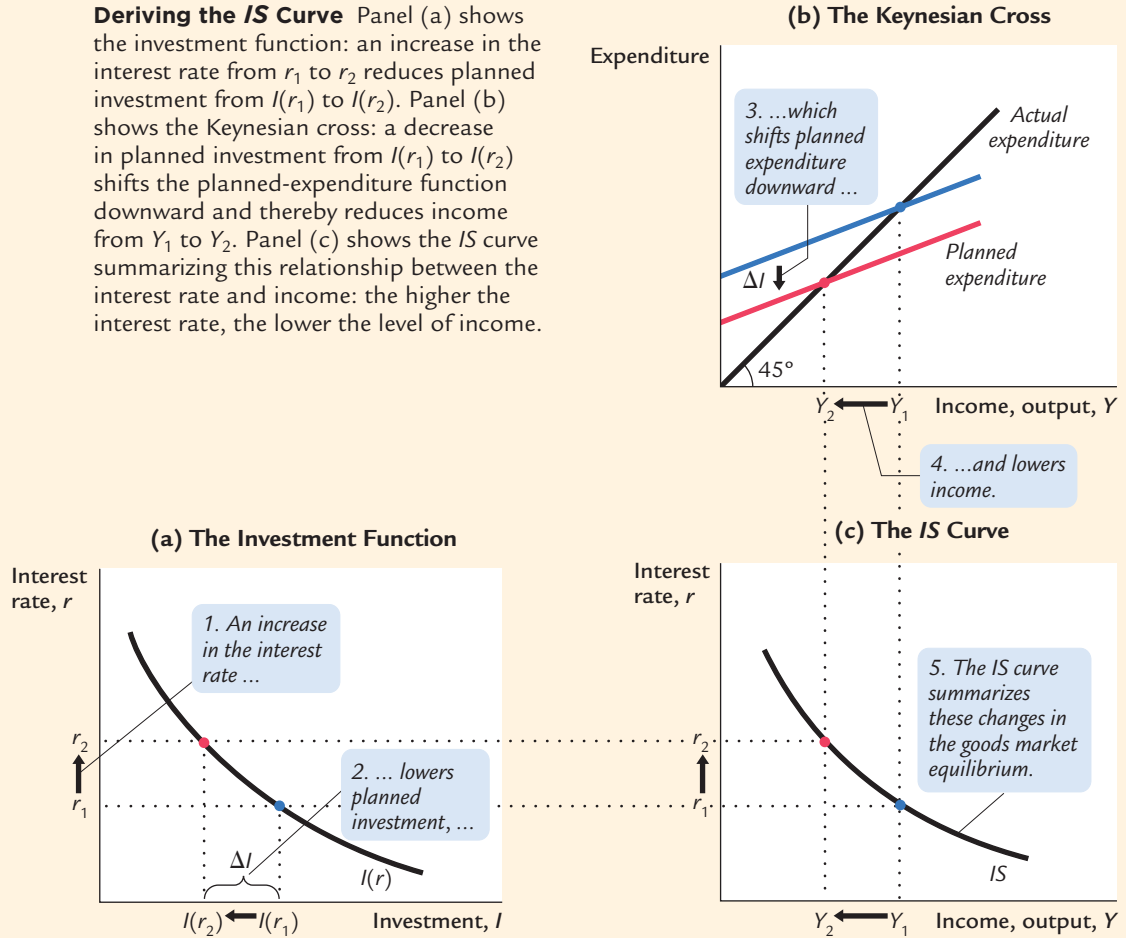 Deriving the IS Curve Panel (a) shows
the investment function: an increase in the
interest rate from r₁ to r₂ reduces planned
investment from I(r₁) to I(r₂). Panel (b)
shows the Keynesian cross: a decrease
in planned investment from I(r₁) to I(r₂)
shifts the planned-expenditure function
downward and thereby reduces income
from Y₁ to Y₂. Panel (c) shows the IS curve
summarizing this relationship between the
interest rate and income: the higher the
interest rate, the lower the level of income.
(b) The Keynesian Cross
Expenditure
3. ...which
shifts planned
expenditure
downward ...
Actual
expenditure
Planned
expenditure
ΔI
45°
Y₂
Y₁
Income, output, Y
4. ...and lowers
income.
(a) The Investment Function
Interest
rate, r
1. An increase
in the interest
rate ...
r₂
r₁
2. ... lowers
planned
investment, ...
ΔI
I(r)
I(r₂)
I(r₁)
Investment, I
(c) The IS Curve
Interest
rate, r
5. The IS curve
summarizes
these changes in
the goods market
equilibrium.
r₂
r₁
IS
Y₂
Y₁
Income, output, Y